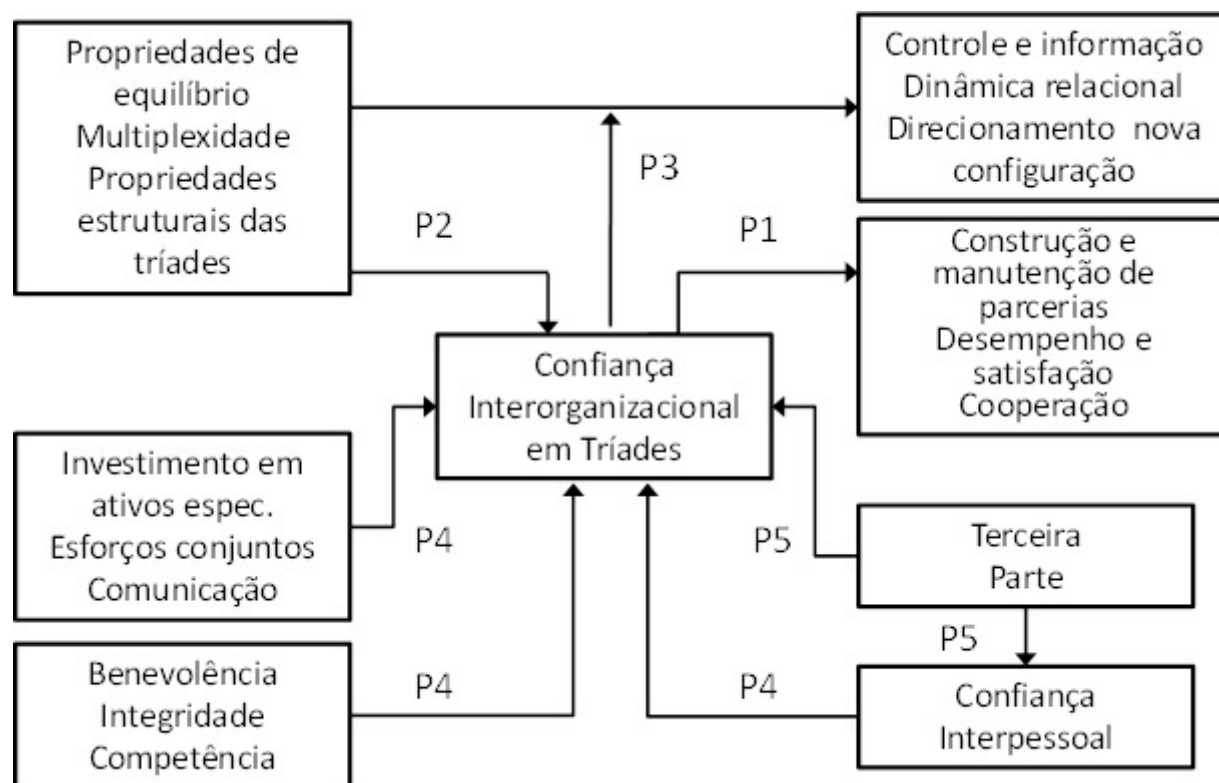 Propriedades de
equilíbrio
Multiplexidade
Propriedades
estruturais das
tríades
Controle e informação
Dinâmica relacional
Direcionamento nova
configuração
P3
P2
P1
Construção e
manutenção de
parcerias
Desempenho e
satisfação
Cooperação
Confiança
Interorganizacional
em Tríades
Investimento em
ativos espec.
Esforços conjuntos
Comunicação
P4
P5
Terceira
Parte
P5
Benevolência
Integridade
Competência
P4
P4
Confiança
Interpessoal